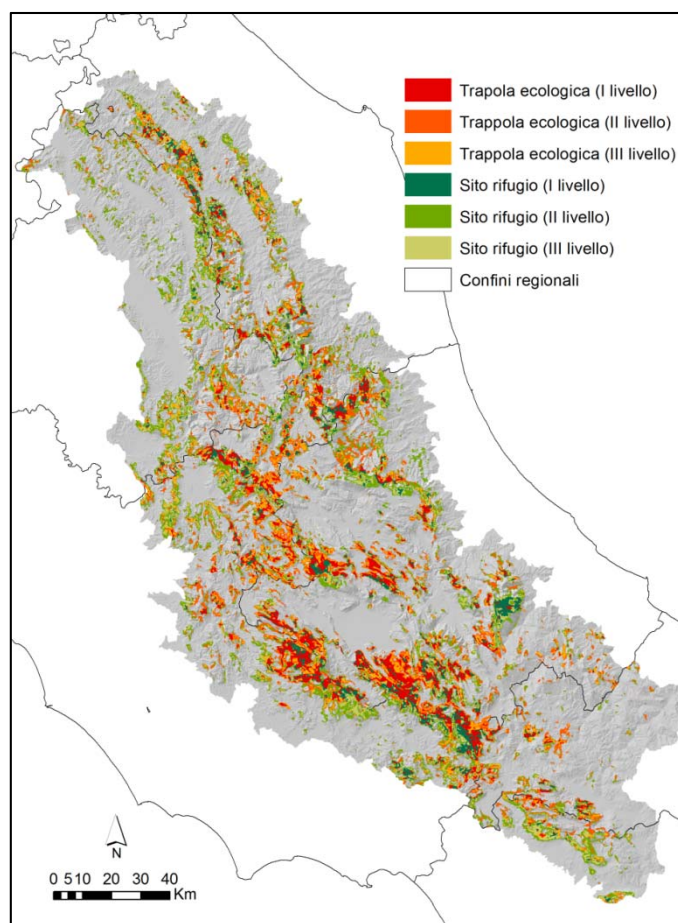 Trapola ecologica (I livello)
Trappola ecologica (II livello)
Trappola ecologica (III livello)
Sito rifugio (I livello)
Sito rifugio (II livello)
Sito rifugio (III livello)
Confini regionali
N
0 5 10 20 30 40
Km